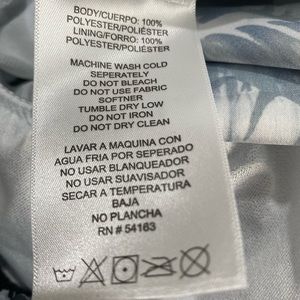 BODY/CUERPO: 100%
POLYESTER/POLIÉSTER
LINING/FORRO: 100%
POLYESTER/POLIÉSTER
MACHINE WASH COLD
SEPERATELY
DO NOT BLEACH
DO NOT USE FABRIC
SOFTNER
TUMBLE DRY LOW
DO NOT IRON
DO NOT DRY CLEAN
LAVAR A MAQUINA CON
AGUA FRIA POR SEPARADO
NO USAR BLANQUEADOR
NO USAR SUAVISADOR
SECAR A TEMPERATURA
BAJA
NO PLANCHA
RN # 54163